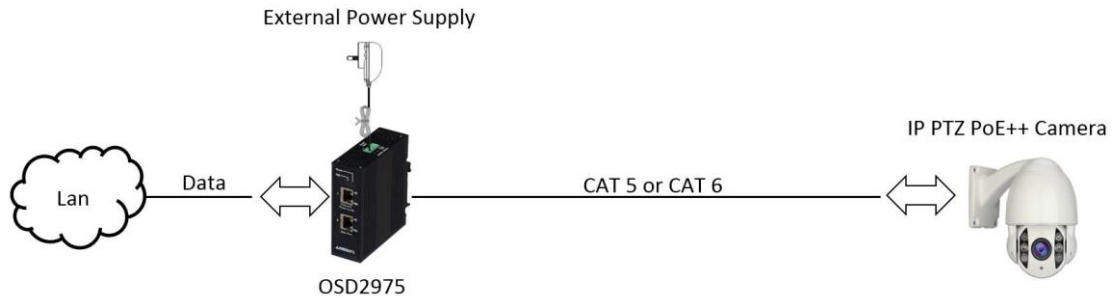 External Power Supply
IP PTZ PoE++ Camera
Lan
Data
CAT 5 or CAT 6
OSD2975